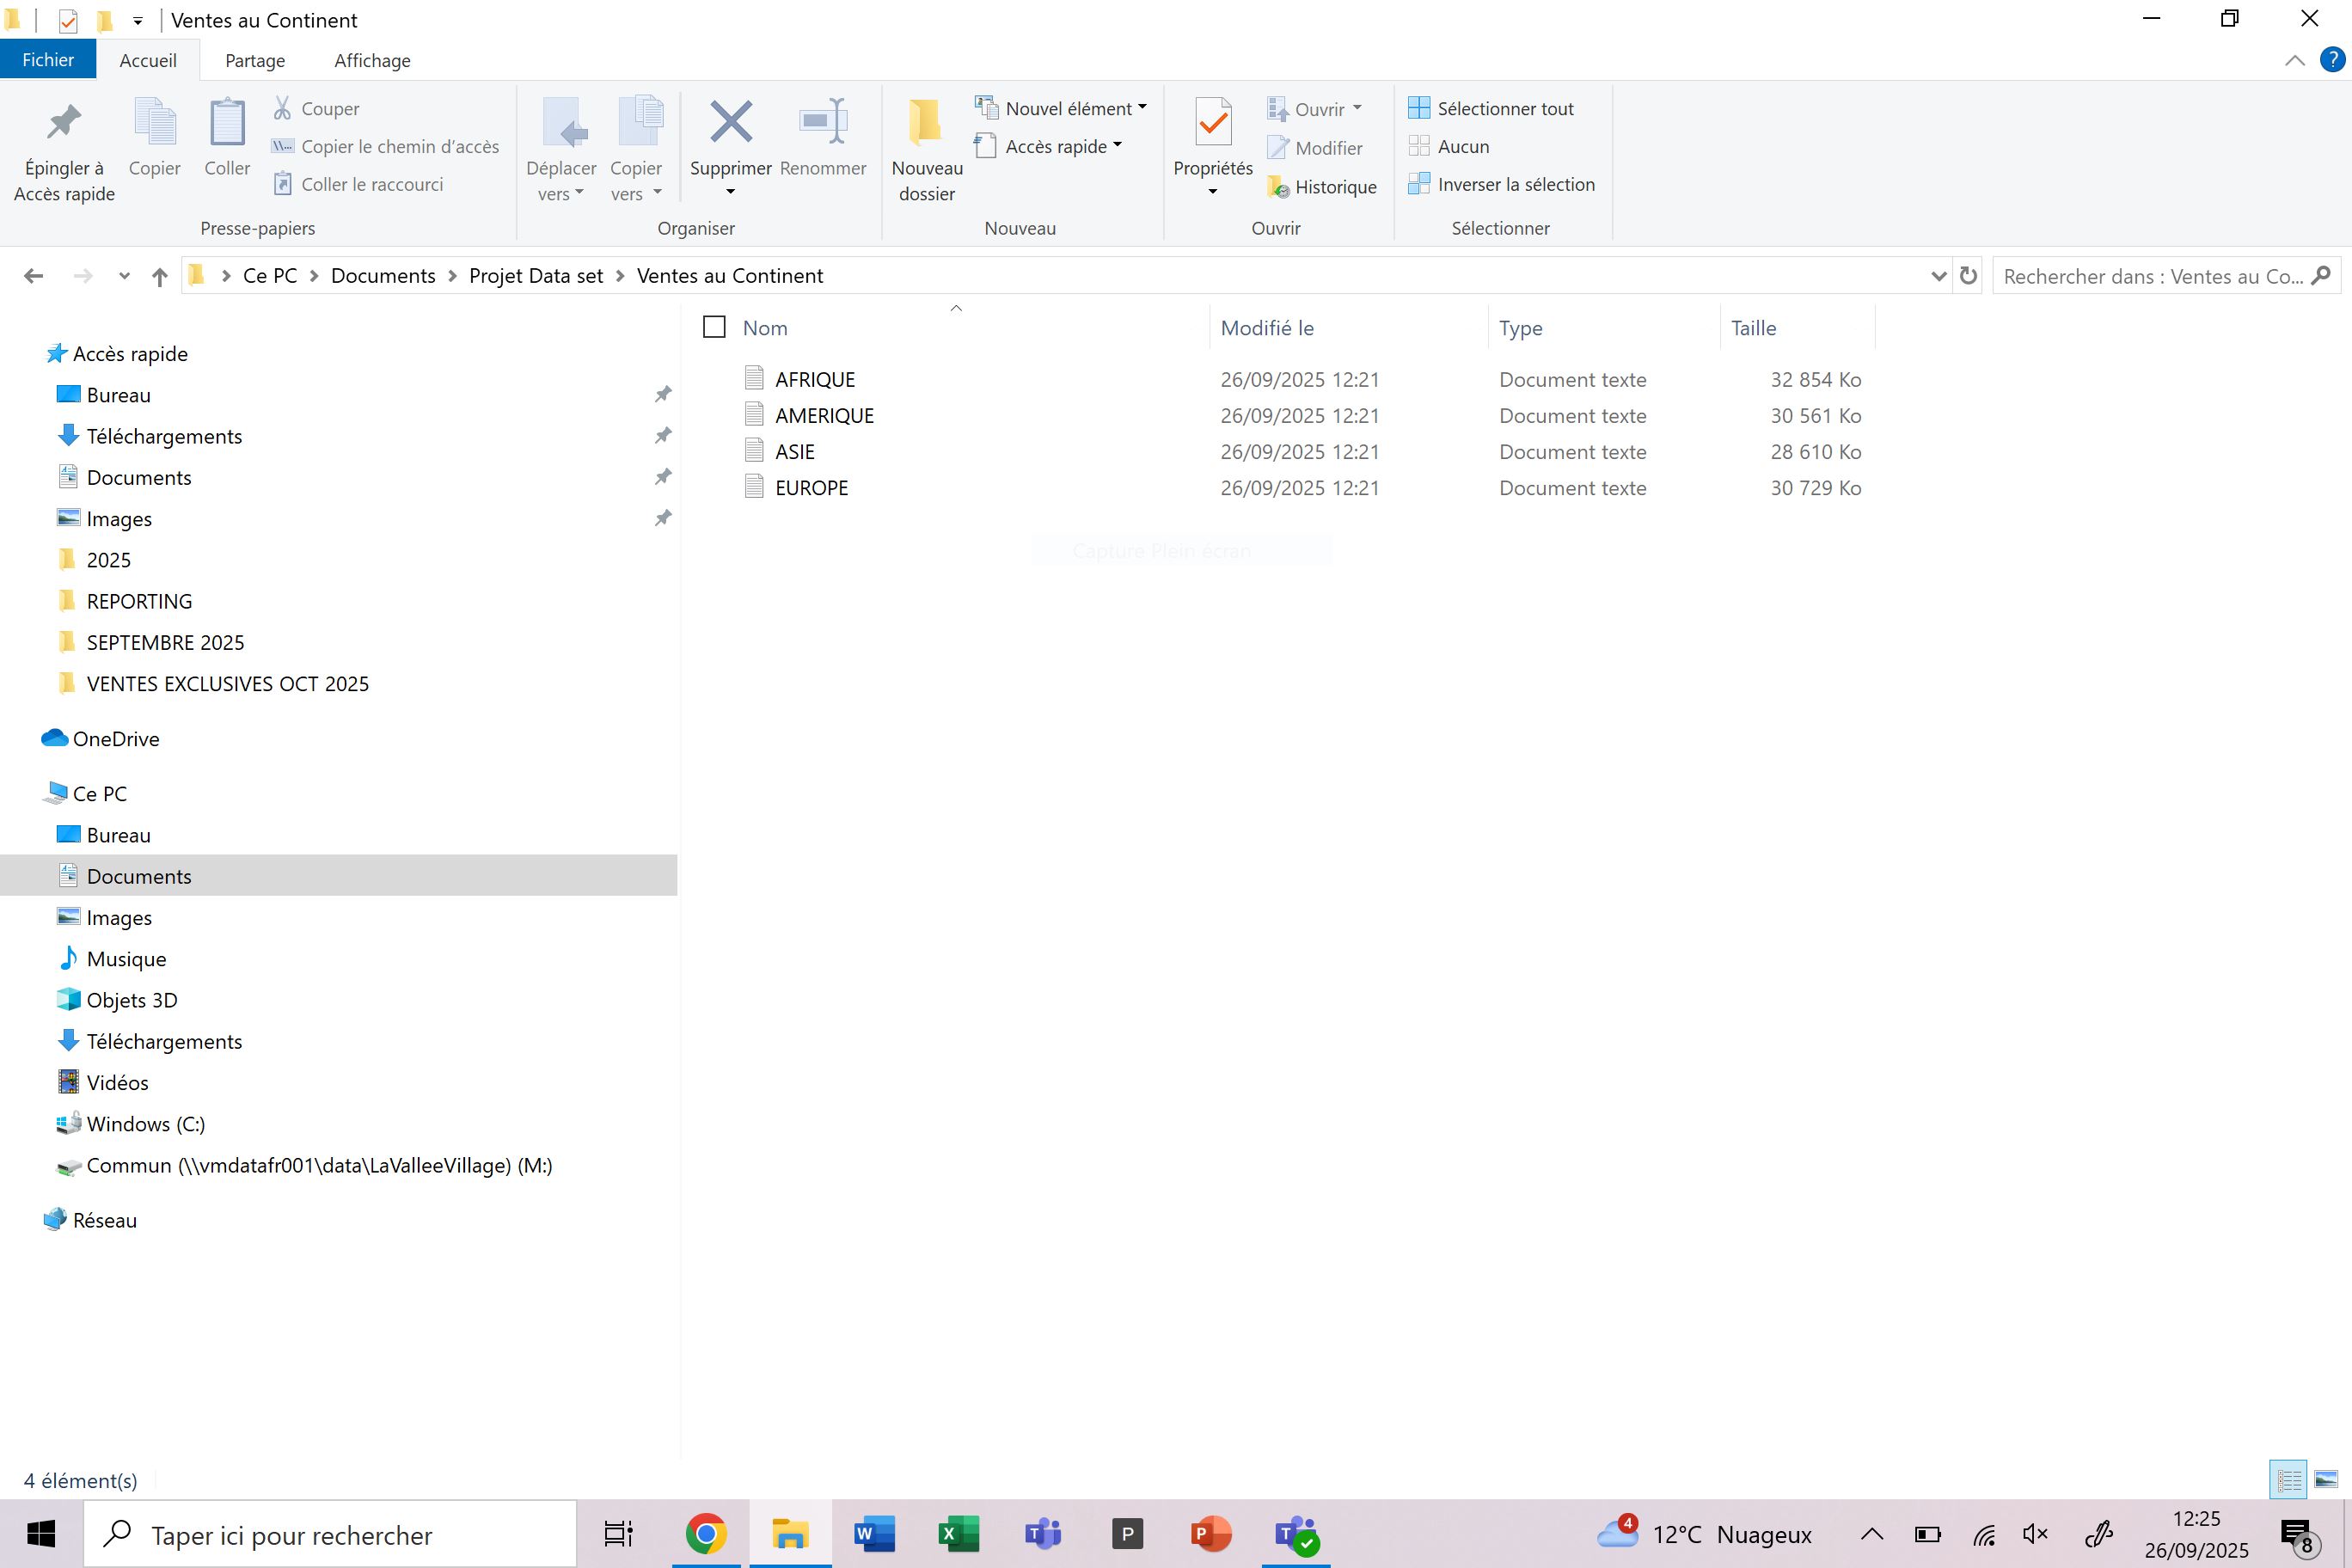 Ventes au Continent
Fichier Accueil Partage Affichage ?
Épingler à Accès rapide
Copier
Coller
Couper
Copier le chemin d'accès
Coller le raccourci
Presse-papiers
Déplacer vers
Copier vers
Supprimer
Renommer
Organiser
Nouveau dossier
Nouvel élément
Accès rapide
Nouveau
Propriétés
Ouvrir
Modifier
Historique
Ouvrir
Sélectionner tout
Aucun
Inverser la sélection
Sélectionner
Ce PC > Documents > Projet Data set > Ventes au Continent
Rechercher dans : Ventes au Co...
Accès rapide
Bureau
Téléchargements
Documents
Images
2025
REPORTING
SEPTEMBRE 2025
VENTES EXCLUSIVES OCT 2025
OneDrive
Ce PC
Bureau
Documents
Images
Musique
Objets 3D
Téléchargements
Vidéos
Windows (C:)
Commun (\\vmdatafr001\data\LaValleeVillage) (M:)
Réseau
Nom Modifié le Type Taille
AFRIQUE 26/09/2025 12:21 Document texte 32 854 Ko
AMERIQUE 26/09/2025 12:21 Document texte 30 561 Ko
ASIE 26/09/2025 12:21 Document texte 28 610 Ko
EUROPE 26/09/2025 12:21 Document texte 30 729 Ko
Capture Plein écran
4 élément(s)
Taper ici pour rechercher
W X T P P T
4 12°C Nuageux
12:25
26/09/2025
8